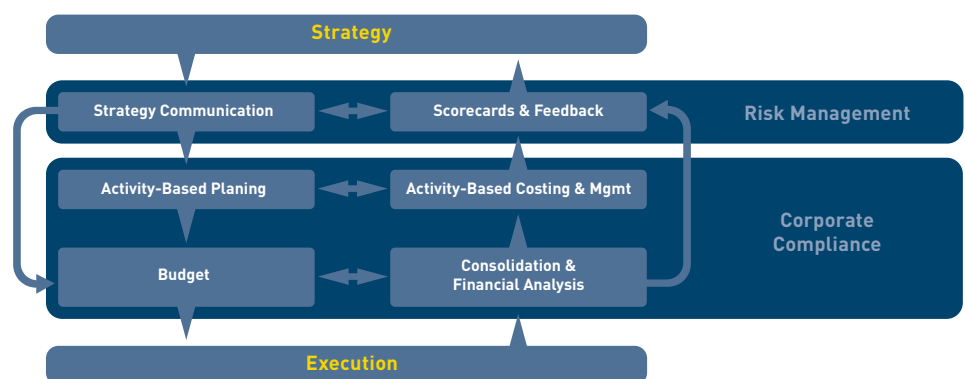 Strategy
Strategy Communication
Scorecards & Feedback
Risk Management
Activity-Based Planing
Activity-Based Costing & Mgmt
Corporate
Compliance
Budget
Consolidation &
Financial Analysis
Execution